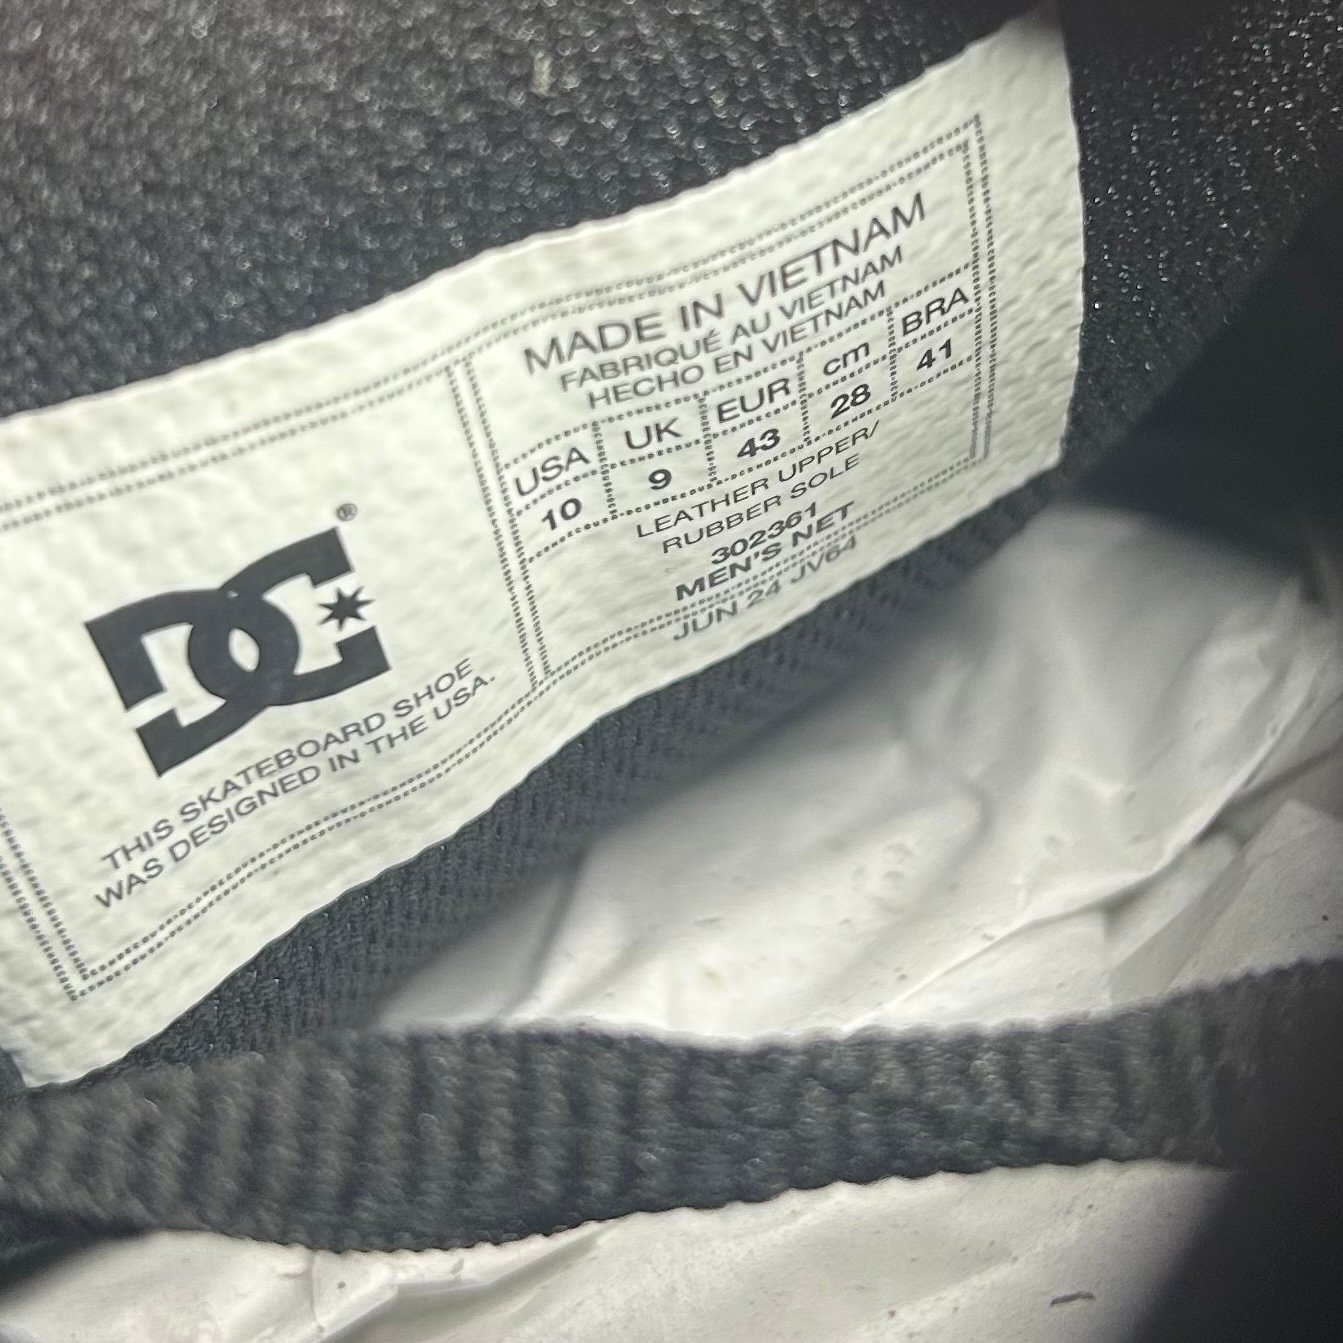 DC®
THIS SKATEBOARD SHOE
WAS DESIGNED IN THE USA.
MADE IN VIETNAM
FABRIQUÉ AU VIETNAM
HECHO EN VIETNAM
USA UK EUR cm BRA
10 9 43 28 41
LEATHER UPPER/
RUBBER SOLE
302361
MEN'S NET
JUN 24 JV64